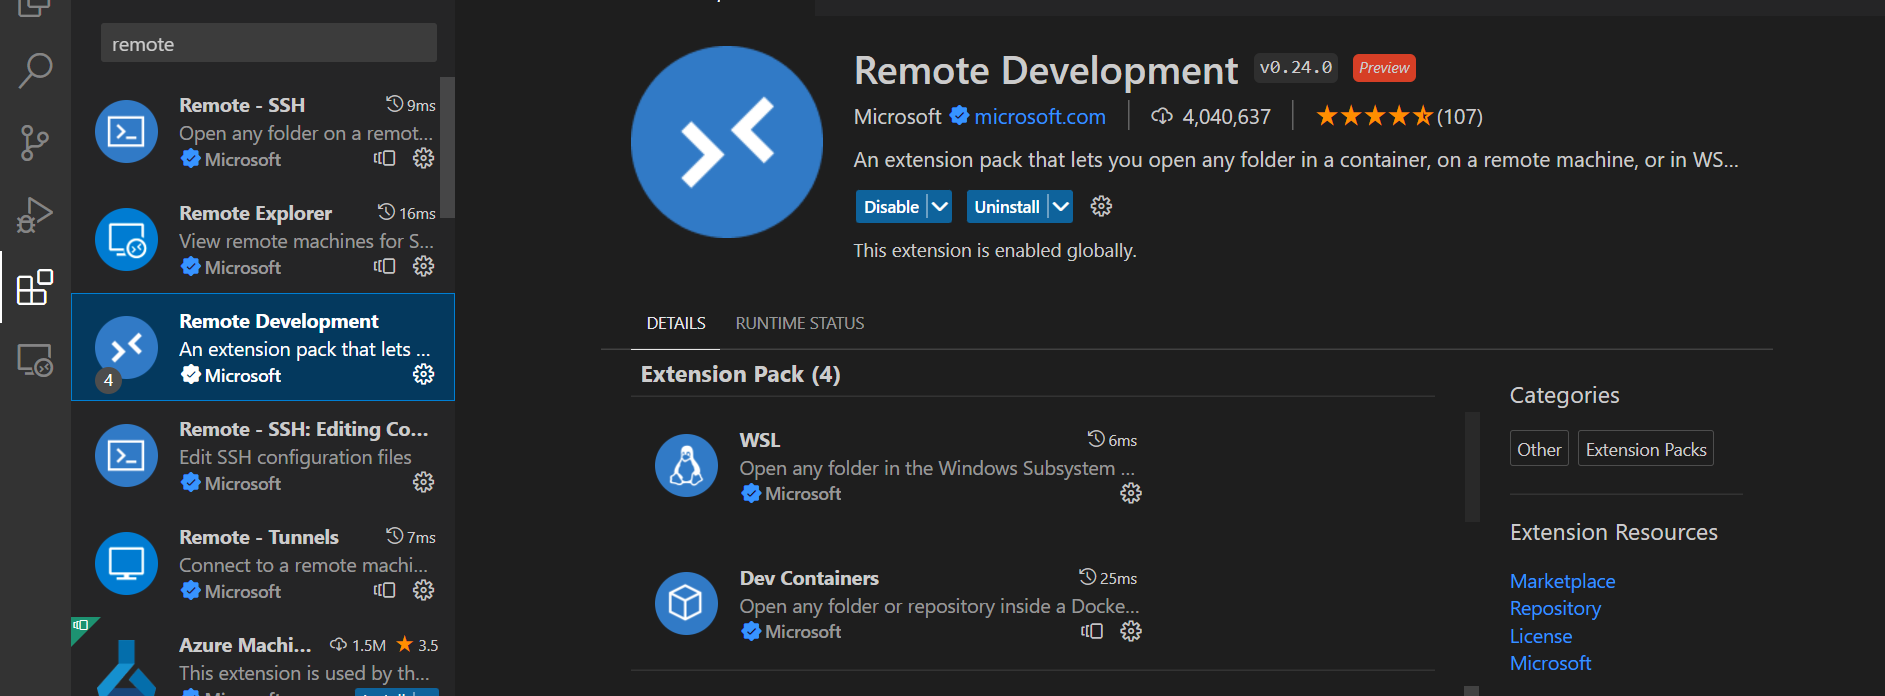 remote
Remote - SSH 9ms
Open any folder on a remot...
Microsoft
Remote Explorer 16ms
View remote machines for S...
Microsoft
Remote Development
An extension pack that lets ...
4 Microsoft
Remote - SSH: Editing Co...
Edit SSH configuration files
Microsoft
Remote - Tunnels 7ms
Connect to a remote machi...
Microsoft
Azure Machi... 1.5M 3.5
This extension is used by th...
Remote Development v0.24.0 Preview
Microsoft microsoft.com 4,040,637 (107)
An extension pack that lets you open any folder in a container, on a remote machine, or in WS...
Disable Uninstall
This extension is enabled globally.
DETAILS RUNTIME STATUS
Extension Pack (4)
WSL 6ms
Open any folder in the Windows Subsystem ...
Microsoft
Dev Containers 25ms
Open any folder or repository inside a Docke...
Microsoft
Categories
Other Extension Packs
Extension Resources
Marketplace
Repository
License
Microsoft